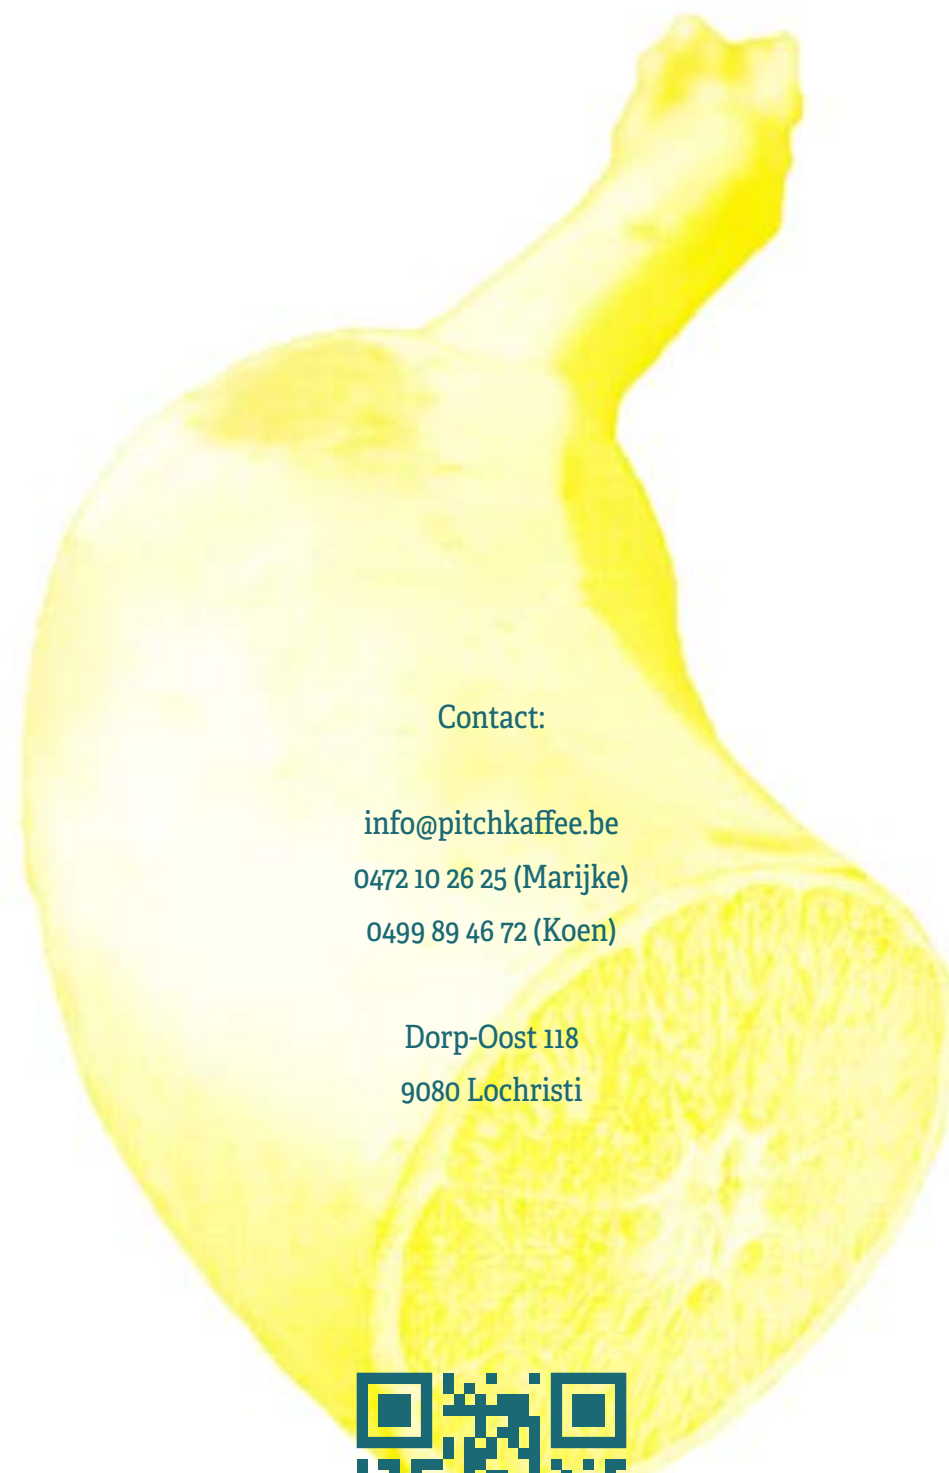 Contact:
info@pitchkaffee.be
0472 10 26 25 (Marijke)
0499 89 46 72 (Koen)
Dorp-Oost 118
9080 Lochristi